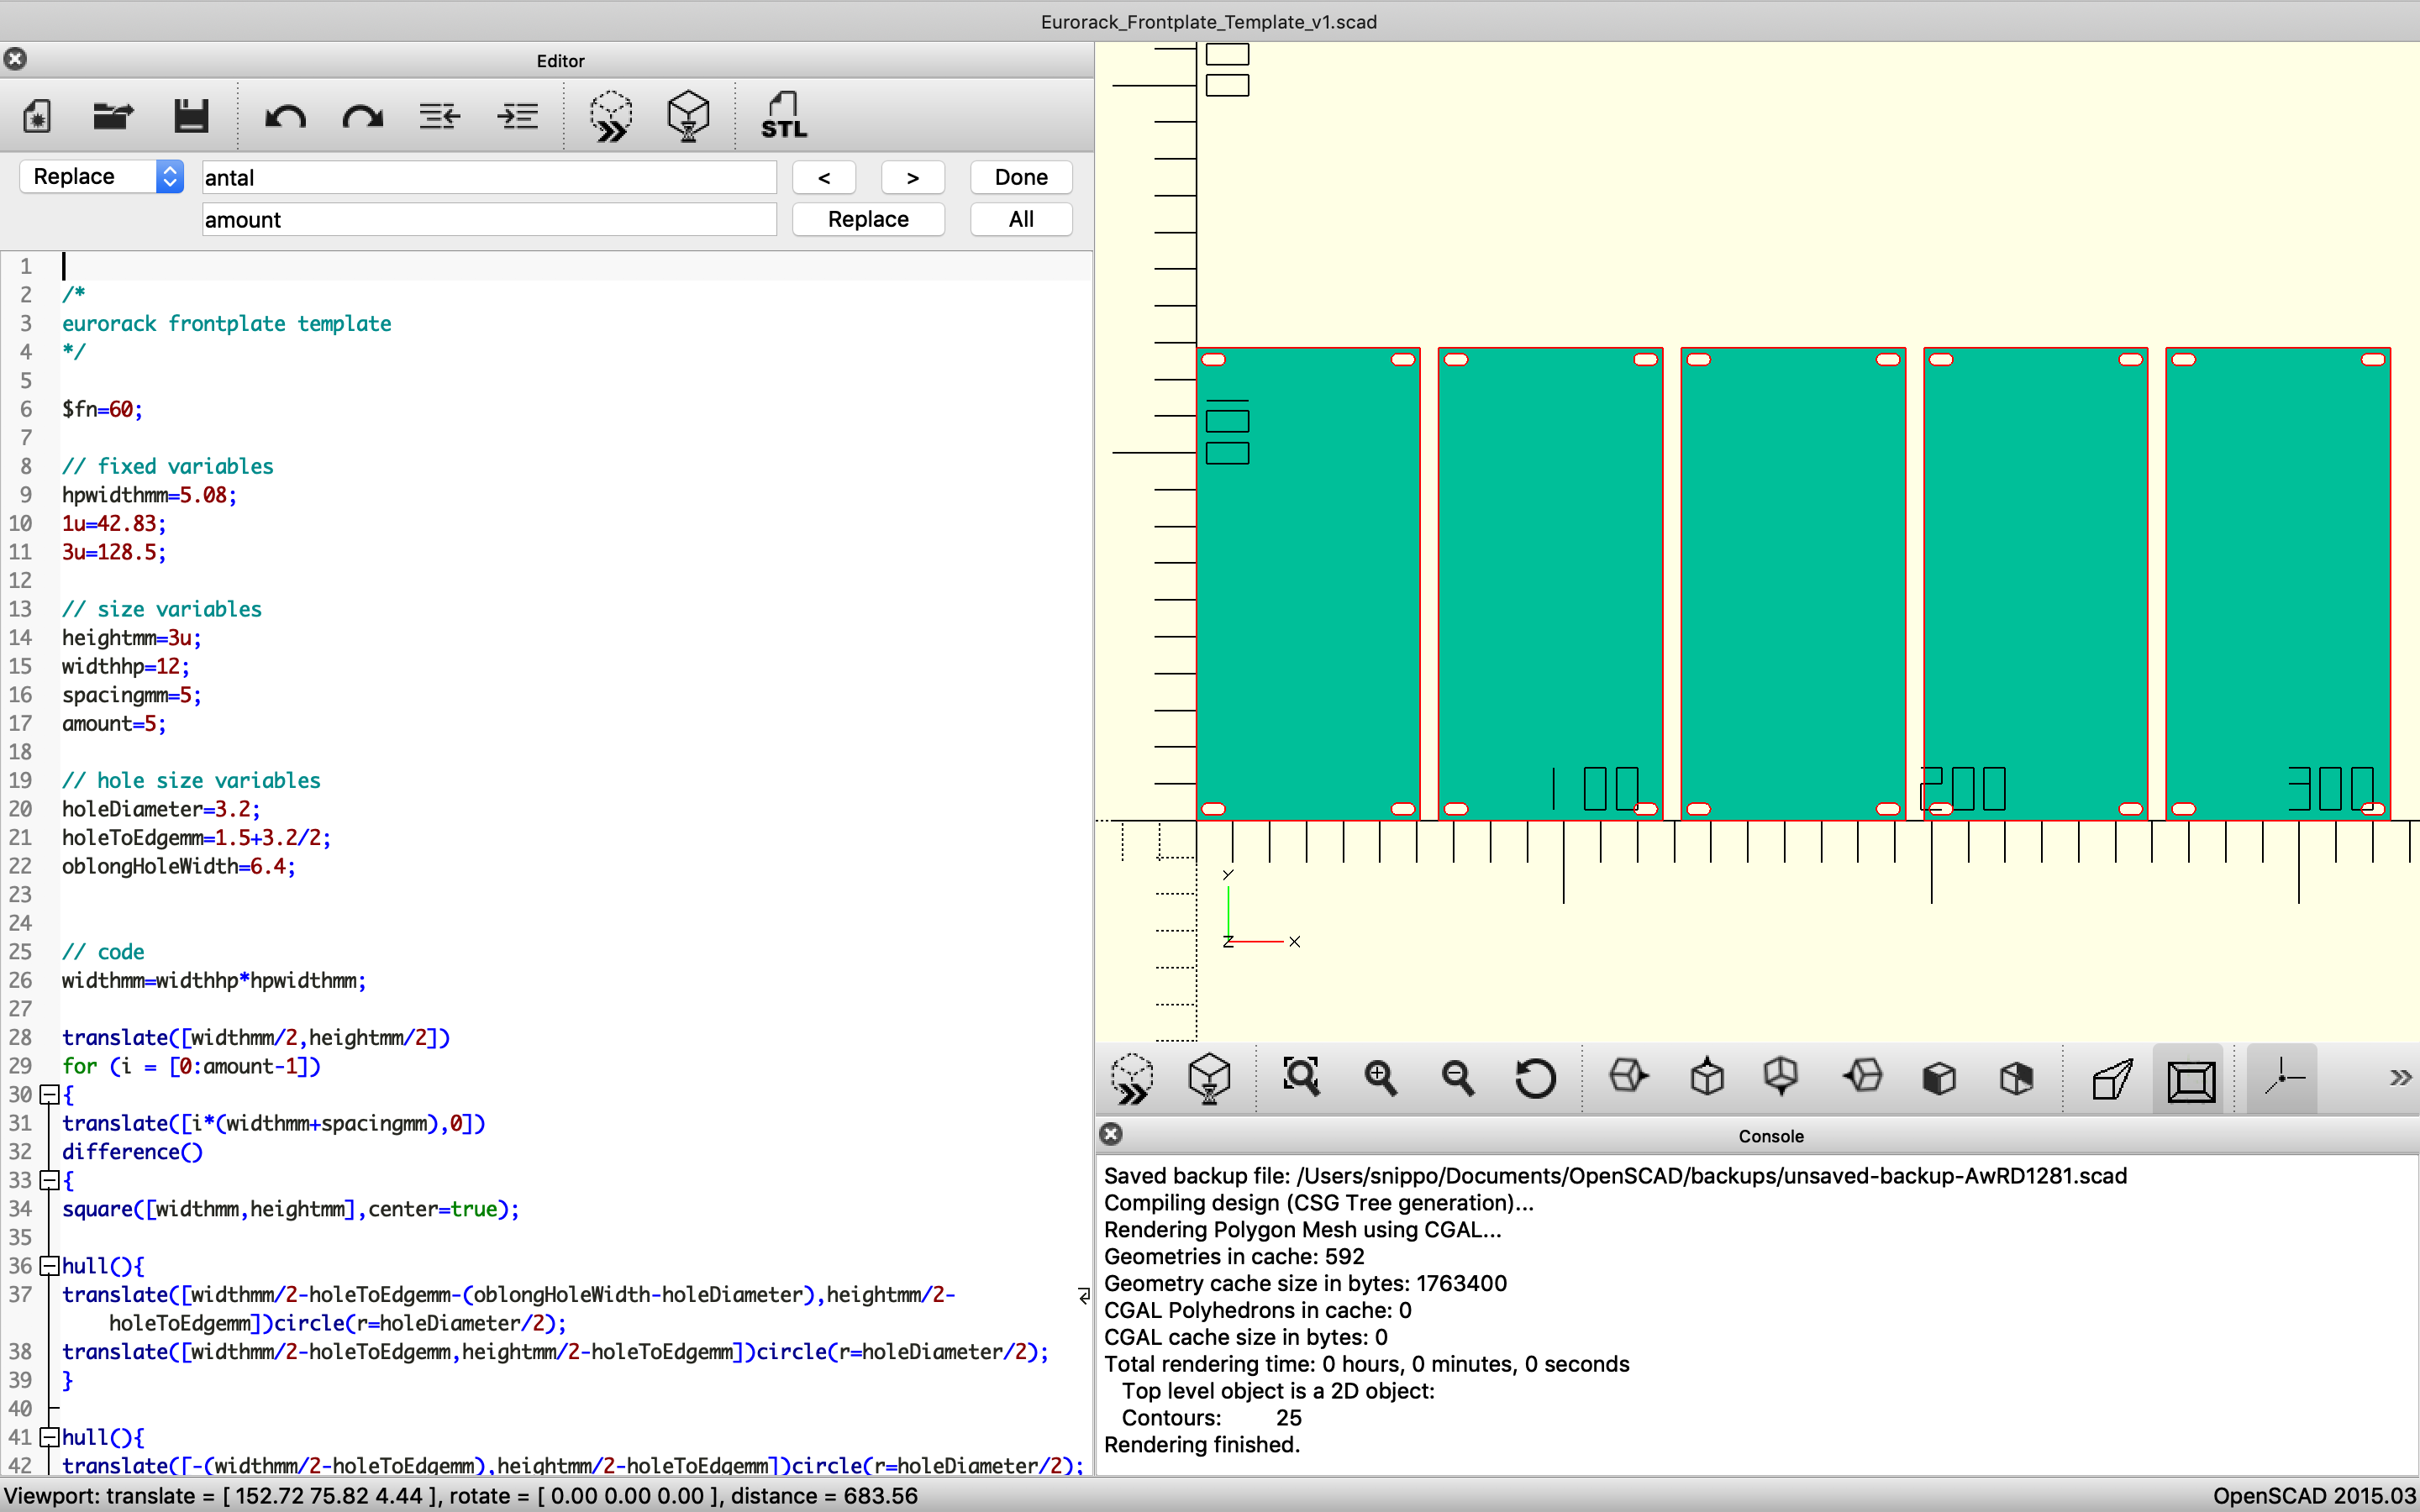 Eurorack_Frontplate_Template_v1.scad
Editor
STL
Replace
antal
<
>
Done
amount
Replace
All
1
2 /*
3 eurorack frontplate template
4 */
5
6 $fn=60;
7
8 // fixed variables
9 hpwidthmm=5.08;
10 1u=42.83;
11 3u=128.5;
12
13 // size variables
14 heightmm=3u;
15 widthhp=12;
16 spacingmm=5;
17 amount=5;
18
19 // hole size variables
20 holeDiameter=3.2;
21 holeToEdgemm=1.5+3.2/2;
22 oblongHoleWidth=6.4;
23
24
25 // code
26 widthmm=widthhp*hpwidthmm;
27
28 translate([widthmm/2,heightmm/2])
29 for (i = [0:amount-1])
30 {
31 translate([i*(widthmm+spacingmm),0])
32 difference()
33 {
34 square([widthmm,heightmm],center=true);
35
36 hull(){
37 translate([widthmm/2-holeToEdgemm-(oblongHoleWidth-holeDiameter),heightmm/2-
holeToEdgemm])circle(r=holeDiameter/2);
38 translate([widthmm/2-holeToEdgemm,heightmm/2-holeToEdgemm])circle(r=holeDiameter/2);
39 }
40
41 hull(){
42 translate([-(widthmm/2-holeToEdgemm),heightmm/2-holeToEdgemm])circle(r=holeDiameter/2);
100
100
200
300
Y
Z
X
>>
Console
Saved backup file: /Users/snippo/Documents/OpenSCAD/backups/unsaved-backup-AwRD1281.scad
Compiling design (CSG Tree generation)...
Rendering Polygon Mesh using CGAL...
Geometries in cache: 592
Geometry cache size in bytes: 1763400
CGAL Polyhedrons in cache: 0
CGAL cache size in bytes: 0
Total rendering time: 0 hours, 0 minutes, 0 seconds
Top level object is a 2D object:
Contours: 25
Rendering finished.
Viewport: translate = [ 152.72 75.82 4.44 ], rotate = [ 0.00 0.00 0.00 ], distance = 683.56
OpenSCAD 2015.03